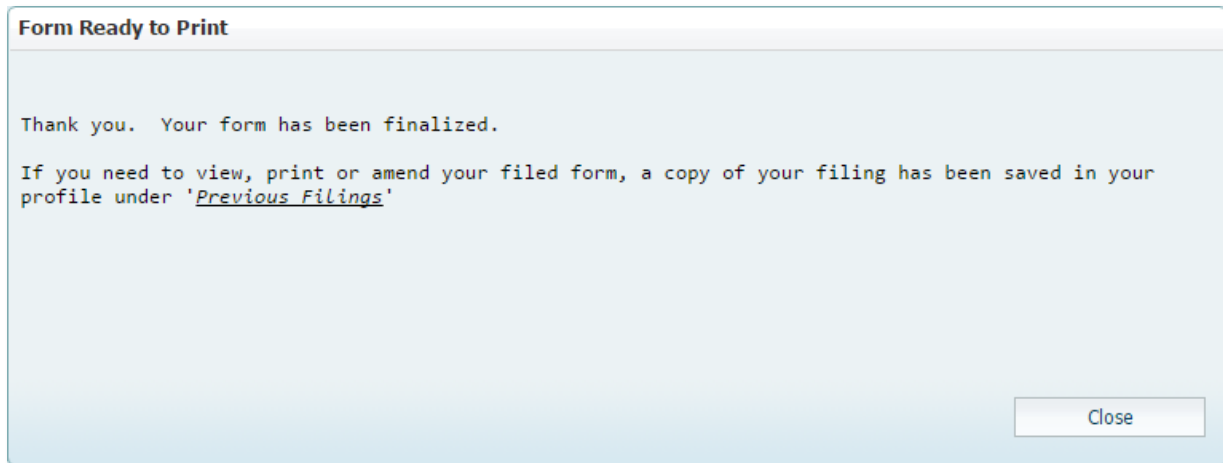 Form Ready to Print
Thank you.  Your form has been finalized.
If you need to view, print or amend your filed form, a copy of your filing has been saved in your
profile under 'Previous Filings'
Close